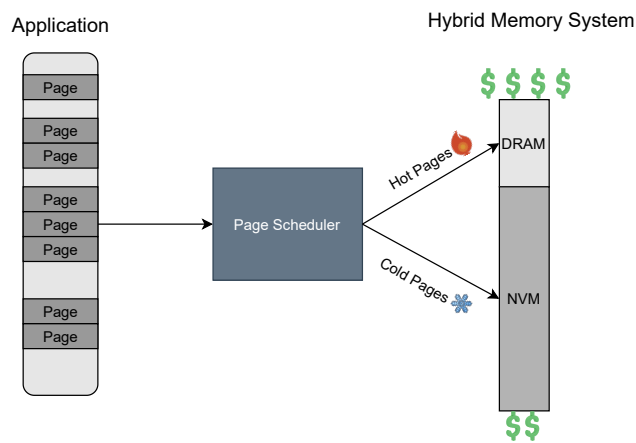 Application
Hybrid Memory System
$ $ $ $
Page
Page
Page
Page
Page
Page
Page
Page
Page Scheduler
Hot Pages
Cold Pages
DRAM
NVM
$$